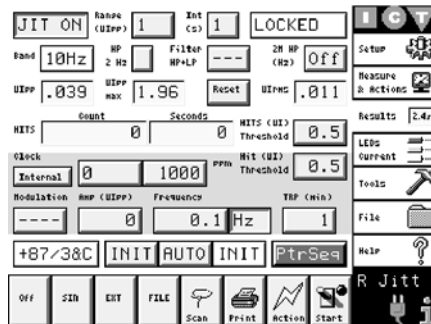 JIT ON Range (UIpp) 1 Int (s) 1 LOCKED
Band 10Hz HP 2 Hz Filter HP+LP --- 2M HP (Hz) Off
UIpp .039 UIpp max 1.96 Reset UIrms .011
Count Seconds
HITS 0 0 HITS (UI) Threshold 0.5
Clock Internal 0 1000 ppm Hit (UI) Threshold 0.5
Modulation Amp (UIpp) Frequency TRP (Min)
---- 0 0.1 Hz 1
+87/38C INIT AUTO INIT PtrSeq
Off SIN EXT FILE Scan Print Action Start
ICT
Setup
Measure & Actions
Results
LEDs Current
Tools
File
Help
R Jitt